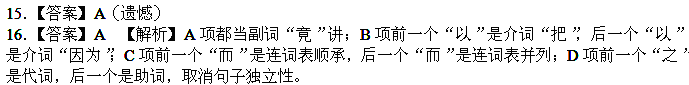 15.【答案】A（遗憾）
16.【答案】A 【解析】A 项都当副词“竟”讲；B 项前一个“以”是介词“把”，后一个“以”
是介词“因为”；C 项前一个“而”是连词表顺承，后一个“而”是连词表并列；D 项前一个“之”
是代词，后一个是助词，取消句子独立性。